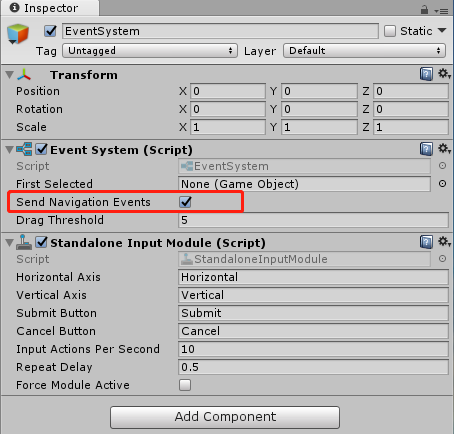 Inspector
EventSystem Static
Tag Untagged Layer Default
Transform
Position X 0 Y 0 Z 0
Rotation X 0 Y 0 Z 0
Scale X 1 Y 1 Z 1
Event System (Script)
Script EventSystem
First Selected None (Game Object)
Send Navigation Events
Drag Threshold 5
Standalone Input Module (Script)
Script StandaloneInputModule
Horizontal Axis Horizontal
Vertical Axis Vertical
Submit Button Submit
Cancel Button Cancel
Input Actions Per Second 10
Repeat Delay 0.5
Force Module Active
Add Component